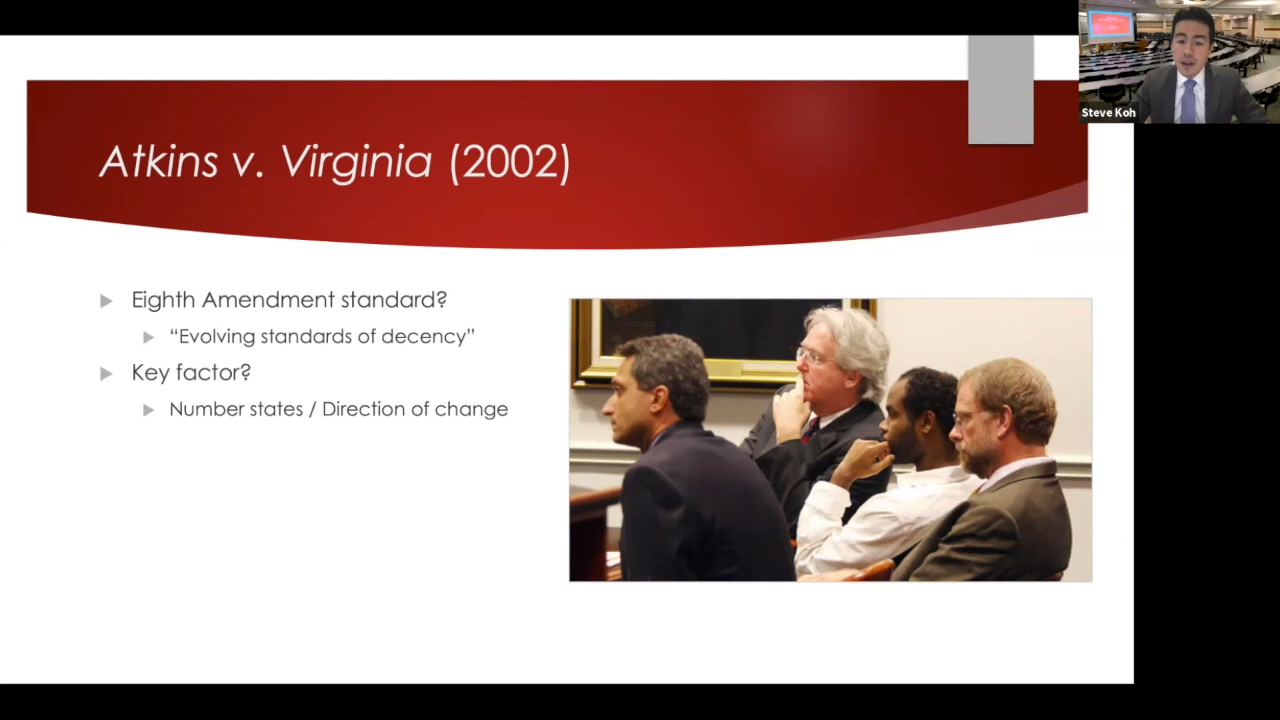 Atkins v. Virginia (2002)
Steve Koh
Eighth Amendment standard?
“Evolving standards of decency”
Key factor?
Number states / Direction of change